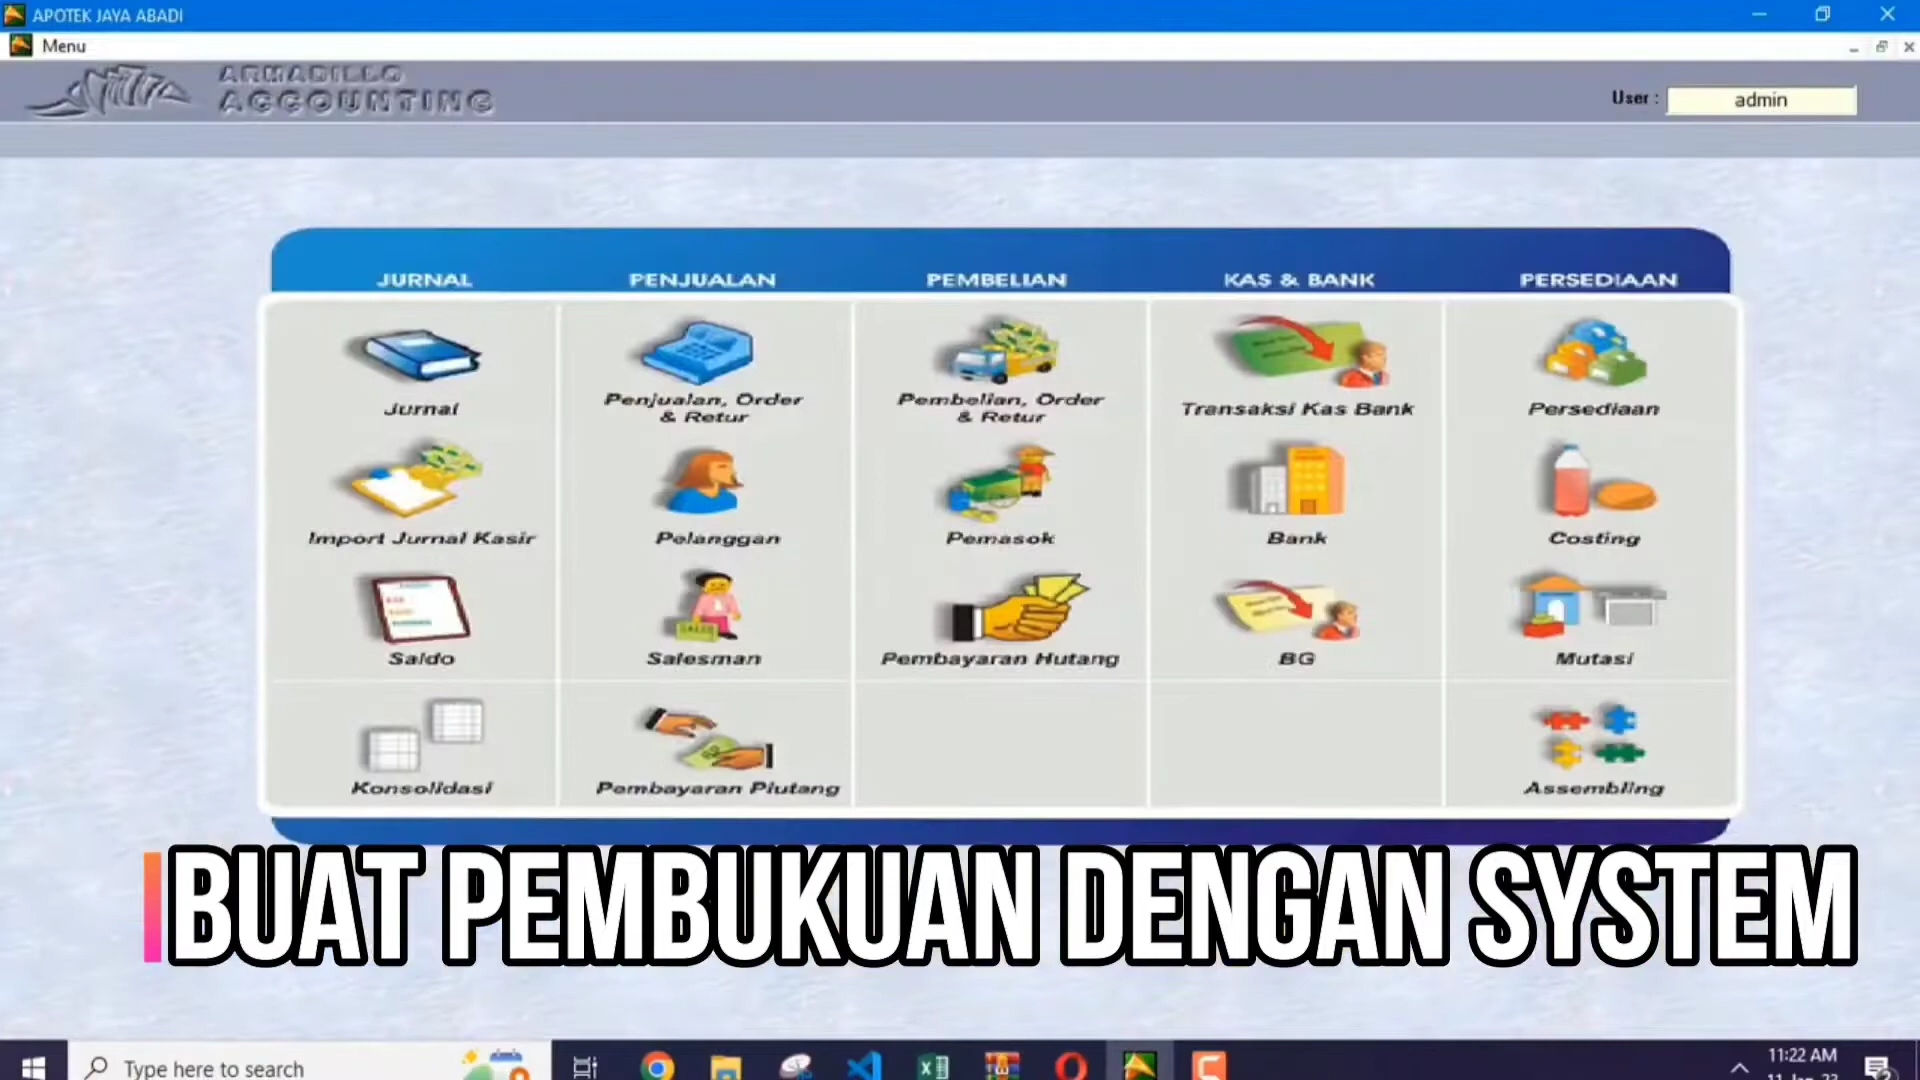 APOTEK JAYA ABADI
Menu
ARMADILLO
ACCOUNTING
User :
admin
JURNAL
PENJUALAN
PEMBELIAN
KAS & BANK
PERSEDIAAN
Jurnal
Penjualan, Order
& Retur
Pembelian, Order
& Retur
Transaksi Kas Bank
Persediaan
Import Jurnal Kasir
Pelanggan
Pemasok
Bank
Costing
Saldo
Salesman
Pembayaran Hutang
BG
Mutasi
Konsolidasi
Pembayaran Piutang
Assembling
BUAT PEMBUKUAN DENGAN SYSTEM
Type here to search
11:22 AM